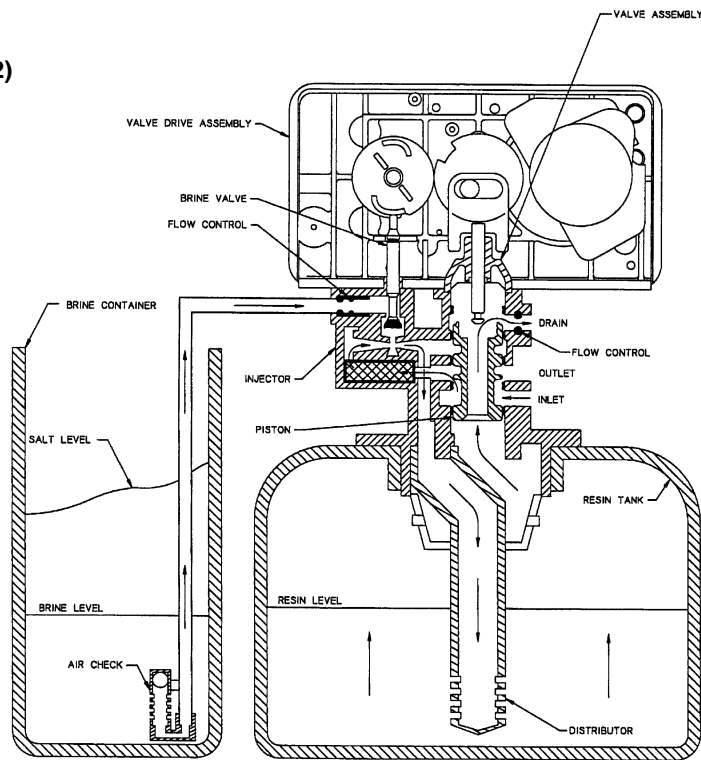 VALVE ASSEMBLY
2)
VALVE DRIVE ASSEMBLY
BRINE VALVE
FLOW CONTROL
BRINE CONTAINER
DRAIN
FLOW CONTROL
INJECTOR
OUTLET
INLET
PISTON
SALT LEVEL
RESIN TANK
BRINE LEVEL
RESIN LEVEL
AIR CHECK
DISTRIBUTOR